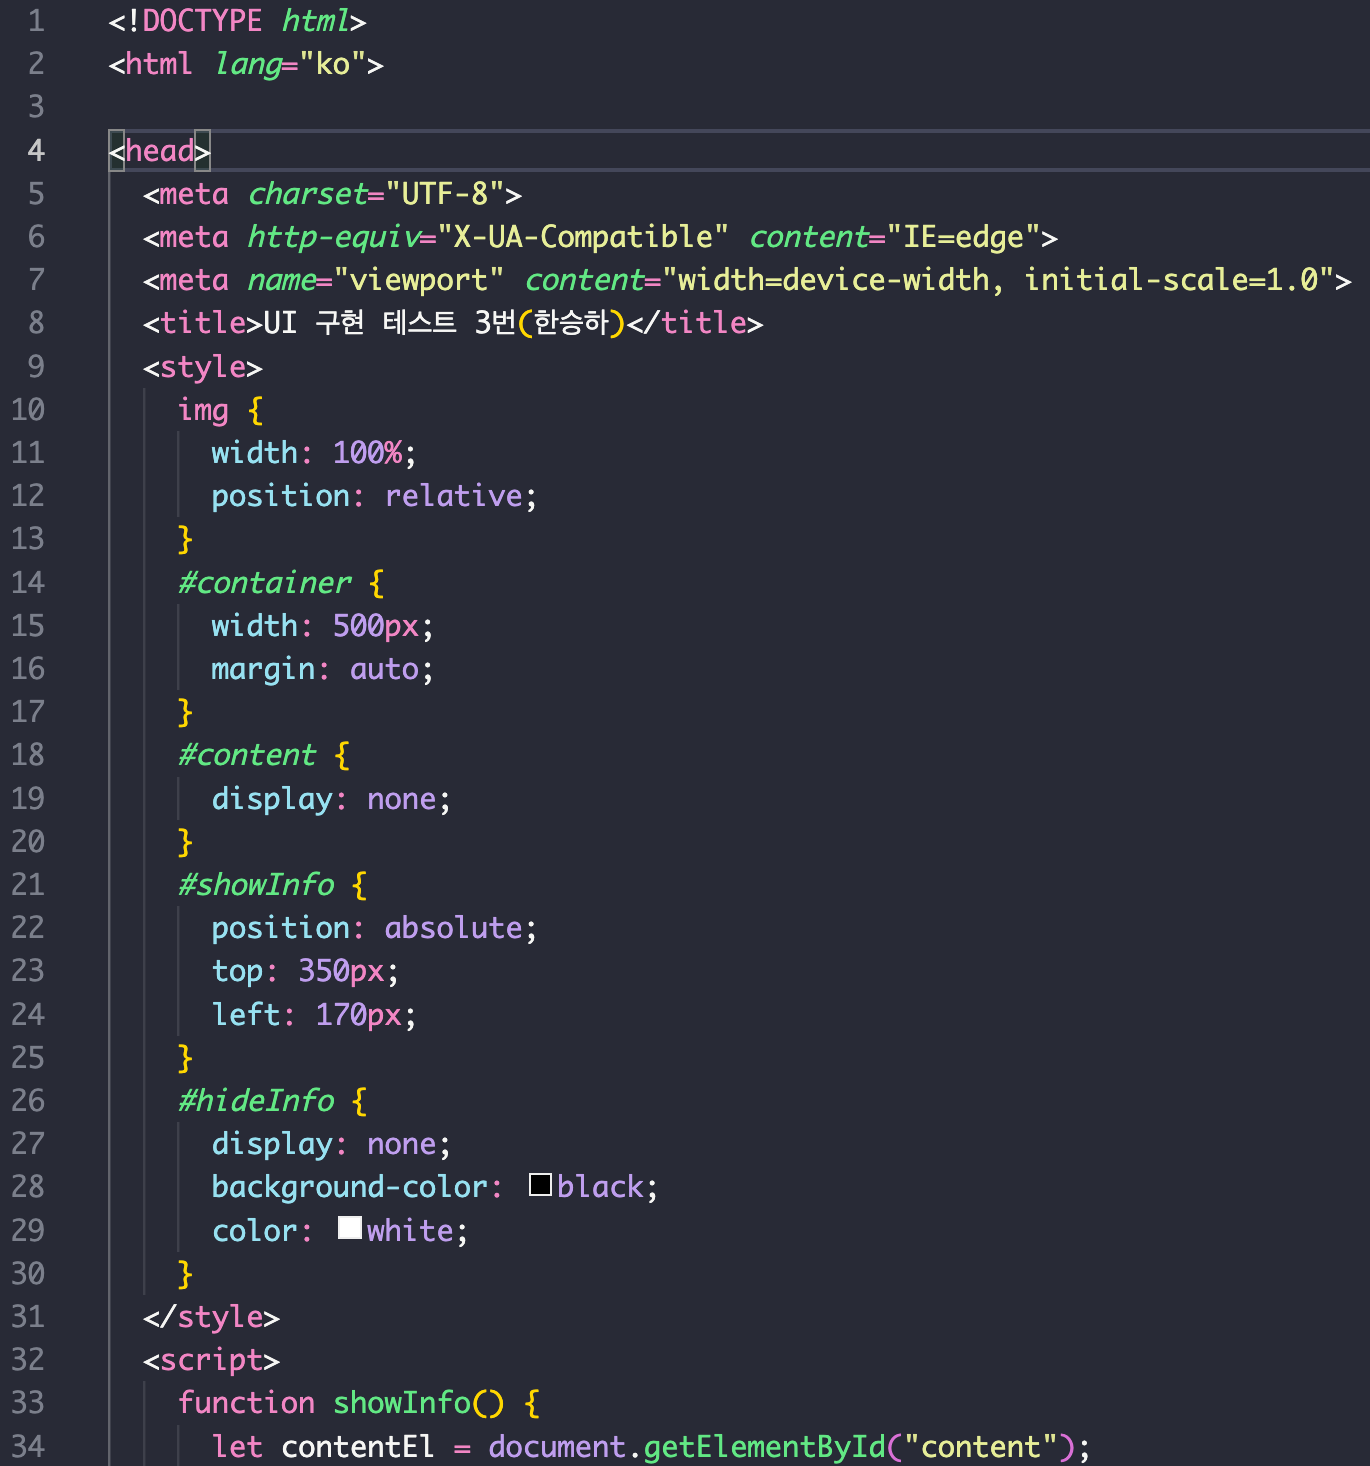 1 <!DOCTYPE html>
2 <html lang="ko">
3
4 <head>
5 <meta charset="UTF-8">
6 <meta http-equiv="X-UA-Compatible" content="IE=edge">
7 <meta name="viewport" content="width=device-width, initial-scale=1.0">
8 <title>UI 구현 테스트 3번(한승하)</title>
9 <style>
10 img {
11 width: 100%;
12 position: relative;
13 }
14 #container {
15 width: 500px;
16 margin: auto;
17 }
18 #content {
19 display: none;
20 }
21 #showInfo {
22 position: absolute;
23 top: 350px;
24 left: 170px;
25 }
26 #hideInfo {
27 display: none;
28 background-color: black;
29 color: white;
30 }
31 </style>
32 <script>
33 function showInfo() {
34 let contentEl = document.getElementById("content");